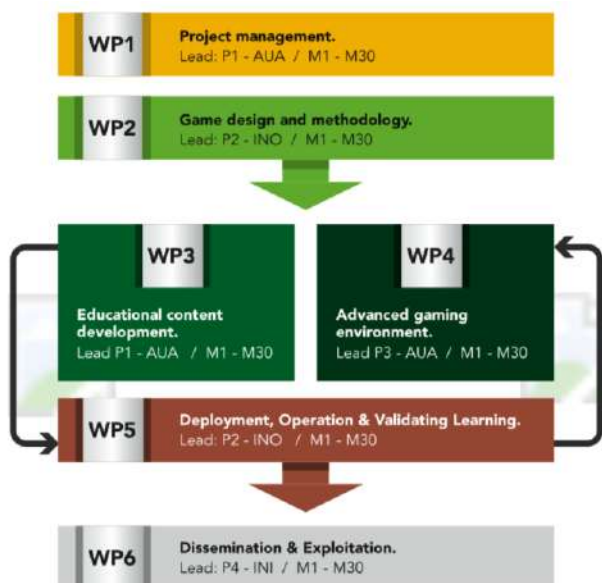 WP1
Project management.
Lead: P1 - AUA / M1 - M30
WP2
Game design and methodology.
Lead: P2 - INO / M1 - M30
WP3
Educational content
development.
Lead P1 - AUA / M1 - M30
WP4
Advanced gaming
environment.
Lead P3 - AUA / M1 - M30
WP5
Deployment, Operation & Validating Learning.
Lead: P2 - INO / M1 - M30
WP6
Dissemination & Exploitation.
Lead: P4 - INI / M1 - M30